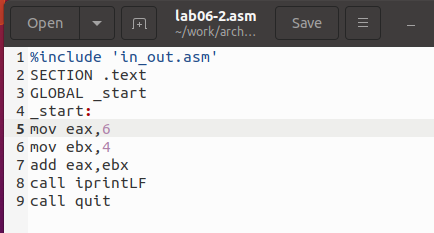 Open
lab06-2.asm
~/work/arch...
Save
1 %include 'in_out.asm'
2 SECTION .text
3 GLOBAL _start
4 _start:
5 mov eax,6
6 mov ebx,4
7 add eax,ebx
8 call iprintLF
9 call quit